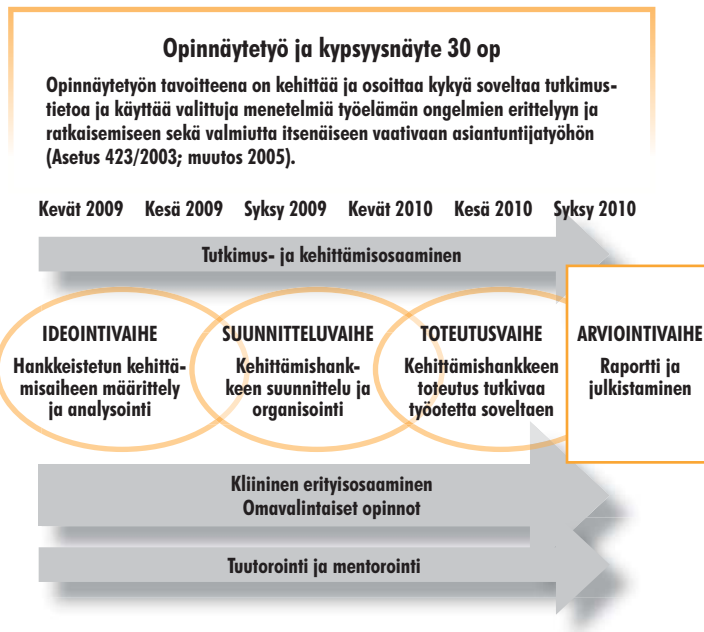 Opinnäytetyö ja kypsyysnäyte 30 op
Opinnäytetyön tavoitteena on kehittää ja osoittaa kykyä soveltaa tutkimus-
tietoa ja käyttää valittuja menetelmiä työelämän ongelmien erittelyyn ja
ratkaisemiseen sekä valmiutta itsenäiseen vaativaan asiantuntijatyöhön
(Asetus 423/2003; muutos 2005).
Kevät 2009 Kesä 2009 Syksy 2009 Kevät 2010 Kesä 2010 Syksy 2010
Tutkimus- ja kehittämisosaaminen
IDEOINTIVAIHE
Hankkeistetun kehittä-
misaiheen määrittely
ja analysointi
SUUNNITTELUVAIHE
Kehittämishank-
keen suunnittelu ja
organisointi
TOTEUTUSVAIHE
Kehittämishankkeen
toteutus tutkivaa
työotetta soveltaen
ARVIOINTIVAIHE
Raportti ja
julkistaminen
Kliininen erityisosaaminen
Omavalintaiset opinnot
Tuutorointi ja mentorointi